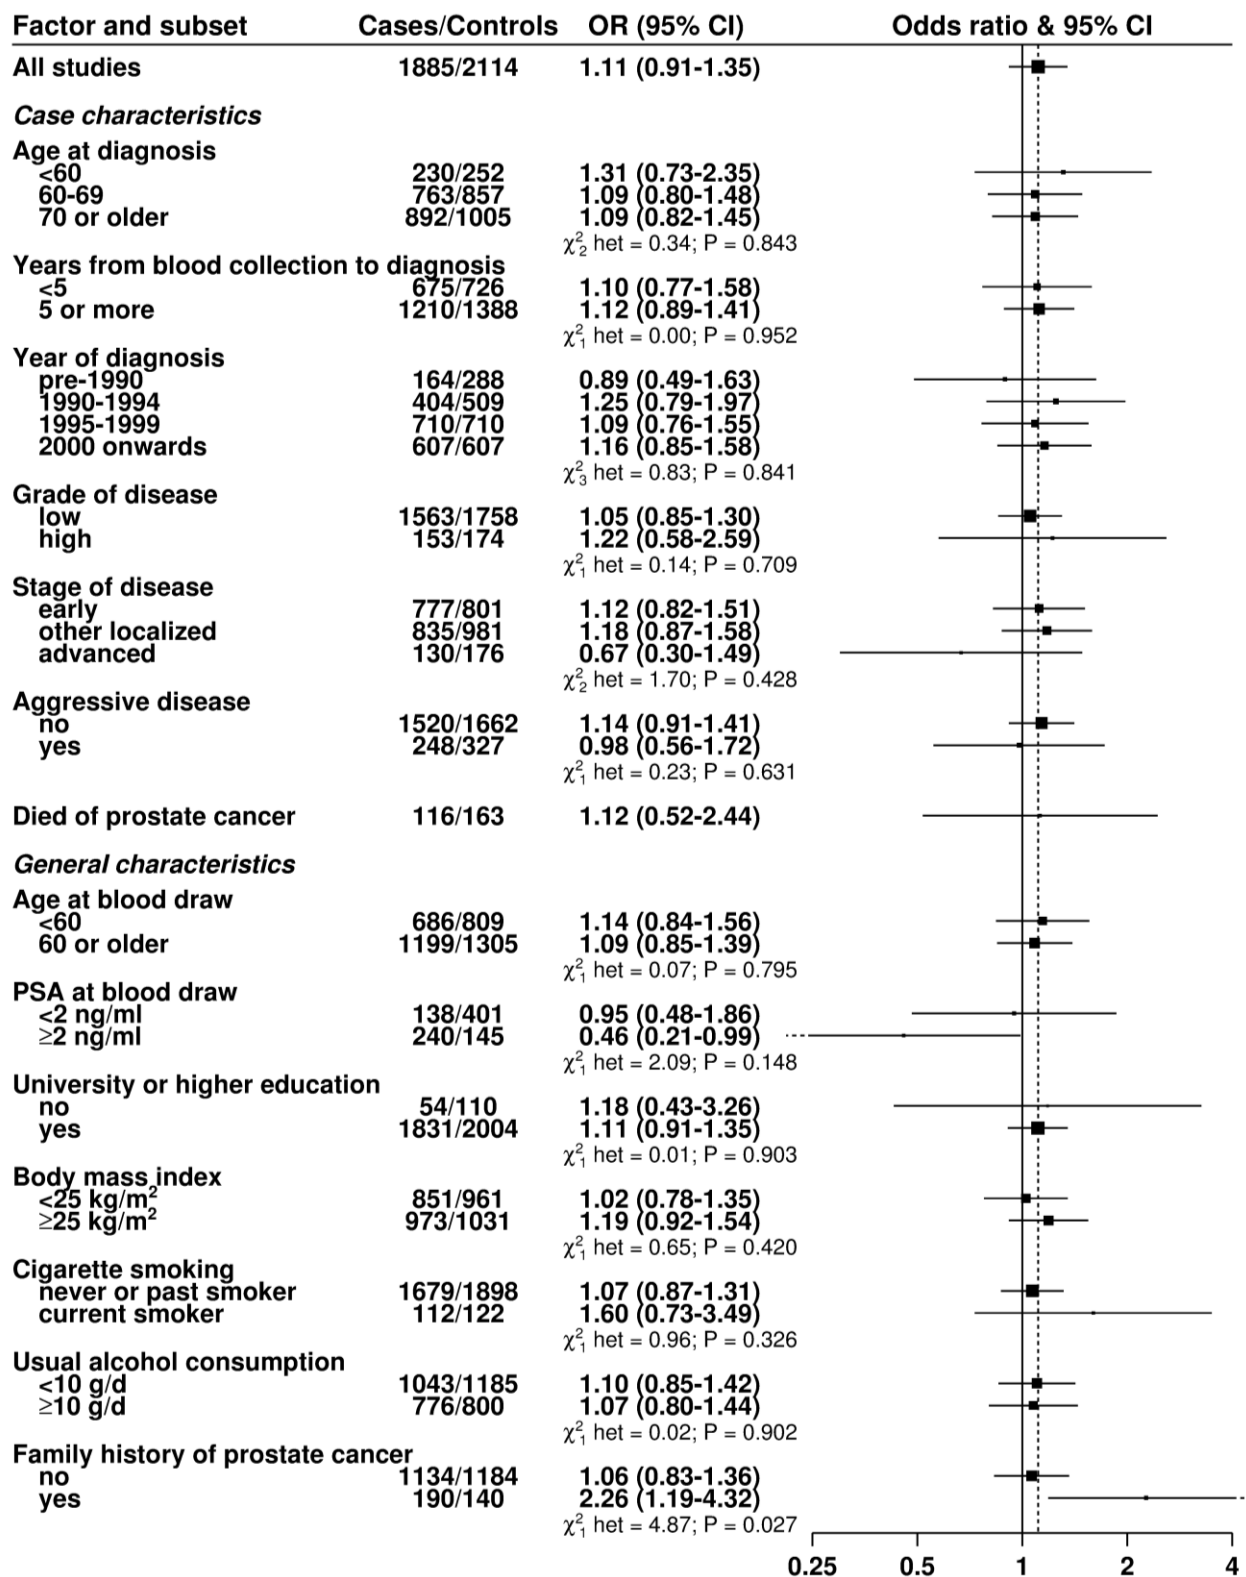 Factor and subset Cases/Controls OR (95% CI) Odds ratio & 95% CI
All studies 1885/2114 1.11 (0.91-1.35)
Case characteristics
Age at diagnosis
<60 230/252 1.31 (0.73-2.35)
60-69 763/857 1.09 (0.80-1.48)
70 or older 892/1005 1.09 (0.82-1.45)
χ²₂ het = 0.34; P = 0.843
Years from blood collection to diagnosis
<5 675/726 1.10 (0.77-1.58)
5 or more 1210/1388 1.12 (0.89-1.41)
χ²₁ het = 0.00; P = 0.952
Year of diagnosis
pre-1990 164/288 0.89 (0.49-1.63)
1990-1994 404/509 1.25 (0.79-1.97)
1995-1999 710/710 1.09 (0.76-1.55)
2000 onwards 607/607 1.16 (0.85-1.58)
χ²₃ het = 0.83; P = 0.841
Grade of disease
low 1563/1758 1.05 (0.85-1.30)
high 153/174 1.22 (0.58-2.59)
χ²₁ het = 0.14; P = 0.709
Stage of disease
early 777/801 1.12 (0.82-1.51)
other localized 835/981 1.18 (0.87-1.58)
advanced 130/176 0.67 (0.30-1.49)
χ²₂ het = 1.70; P = 0.428
Aggressive disease
no 1520/1662 1.14 (0.91-1.41)
yes 248/327 0.98 (0.56-1.72)
χ²₁ het = 0.23; P = 0.631
Died of prostate cancer 116/163 1.12 (0.52-2.44)
General characteristics
Age at blood draw
<60 686/809 1.14 (0.84-1.56)
60 or older 1199/1305 1.09 (0.85-1.39)
χ²₁ het = 0.07; P = 0.795
PSA at blood draw
<2 ng/ml 138/401 0.95 (0.48-1.86)
≥2 ng/ml 240/145 0.46 (0.21-0.99)
χ²₁ het = 2.09; P = 0.148
University or higher education
no 54/110 1.18 (0.43-3.26)
yes 1831/2004 1.11 (0.91-1.35)
χ²₁ het = 0.01; P = 0.903
Body mass index
<25 kg/m² 851/961 1.02 (0.78-1.35)
≥25 kg/m² 973/1031 1.19 (0.92-1.54)
χ²₁ het = 0.65; P = 0.420
Cigarette smoking
never or past smoker 1679/1898 1.07 (0.87-1.31)
current smoker 112/122 1.60 (0.73-3.49)
χ²₁ het = 0.96; P = 0.326
Usual alcohol consumption
<10 g/d 1043/1185 1.10 (0.85-1.42)
≥10 g/d 776/800 1.07 (0.80-1.44)
χ²₁ het = 0.02; P = 0.902
Family history of prostate cancer
no 1134/1184 1.06 (0.83-1.36)
yes 190/140 2.26 (1.19-4.32)
χ²₁ het = 4.87; P = 0.027
0.25 0.5 1 2 4